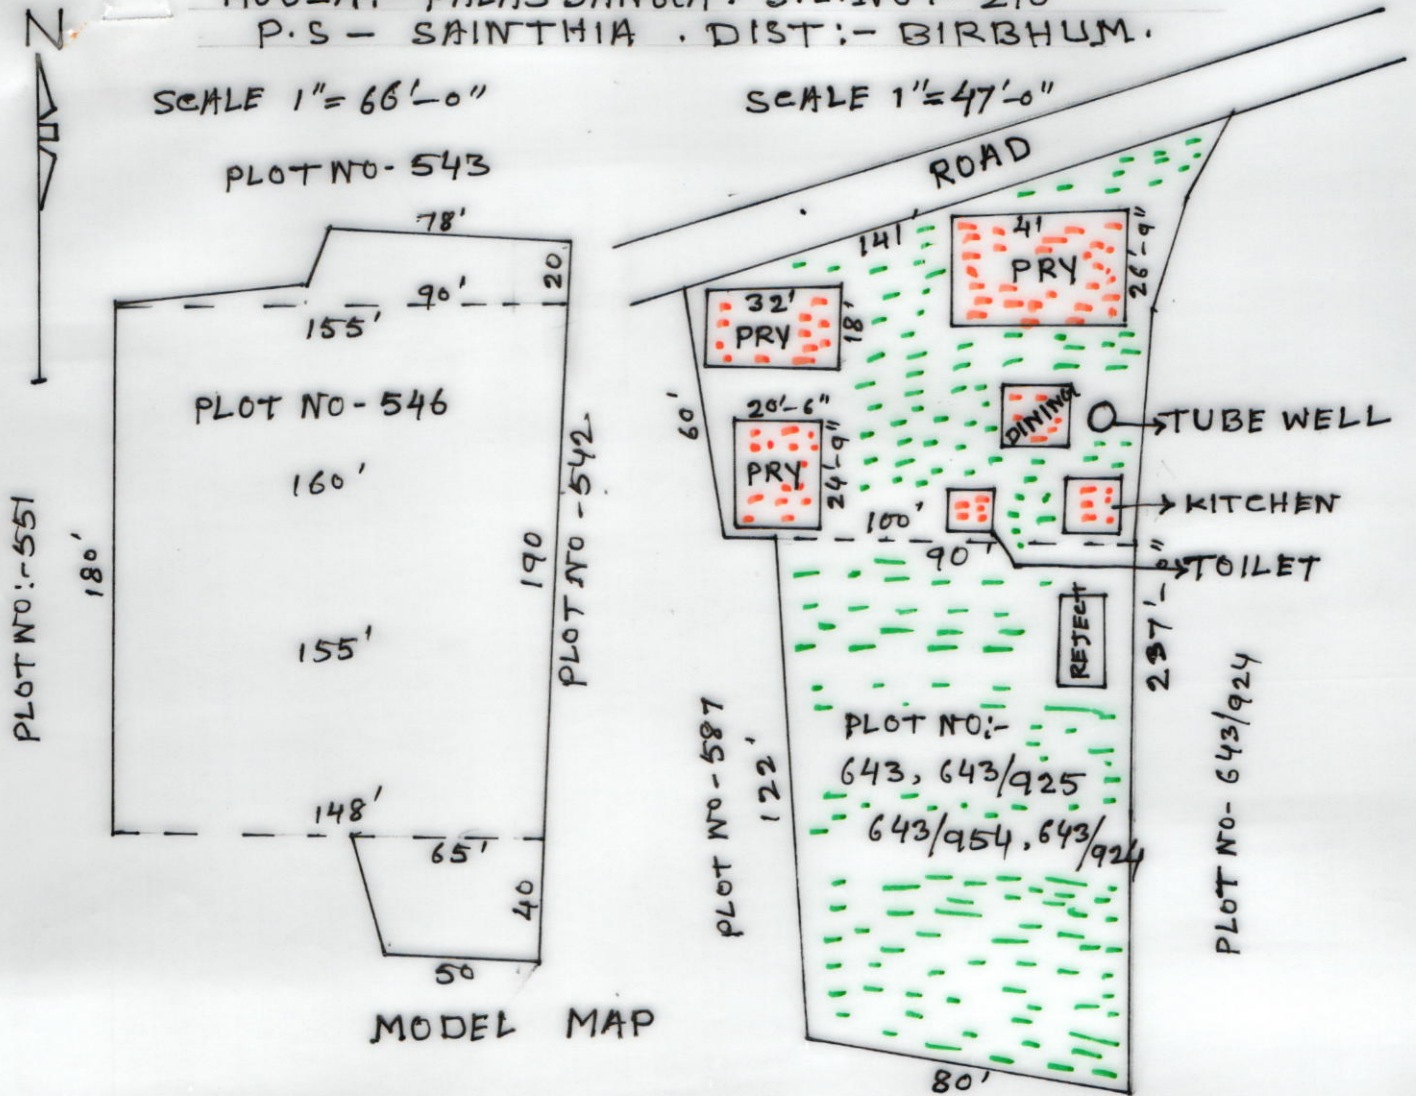 N
P.S - SAINTHIA . DIST:- BIRBHUM.
SCALE 1"= 66'-0"
SCALE 1"= 47'-0"
PLOT NO- 543
78'
20
90'
155'
PLOT NO- 546
160'
PLOT NO:-551
180'
190
PLOT NO-542
155'
148'
65'
40
50
MODEL MAP
ROAD
141'
41
PRY
26'-9"
32'
PRY
18'
60'
20'-6"
PRY
24'-9"
DINING
TUBE WELL
KITCHEN
100'
90'
TOILET
REJECT
237'-0"
PLOT NO-587
122'
PLOT NO:-
643, 643/925
643/954, 643/924
PLOT NO- 643/924
80'